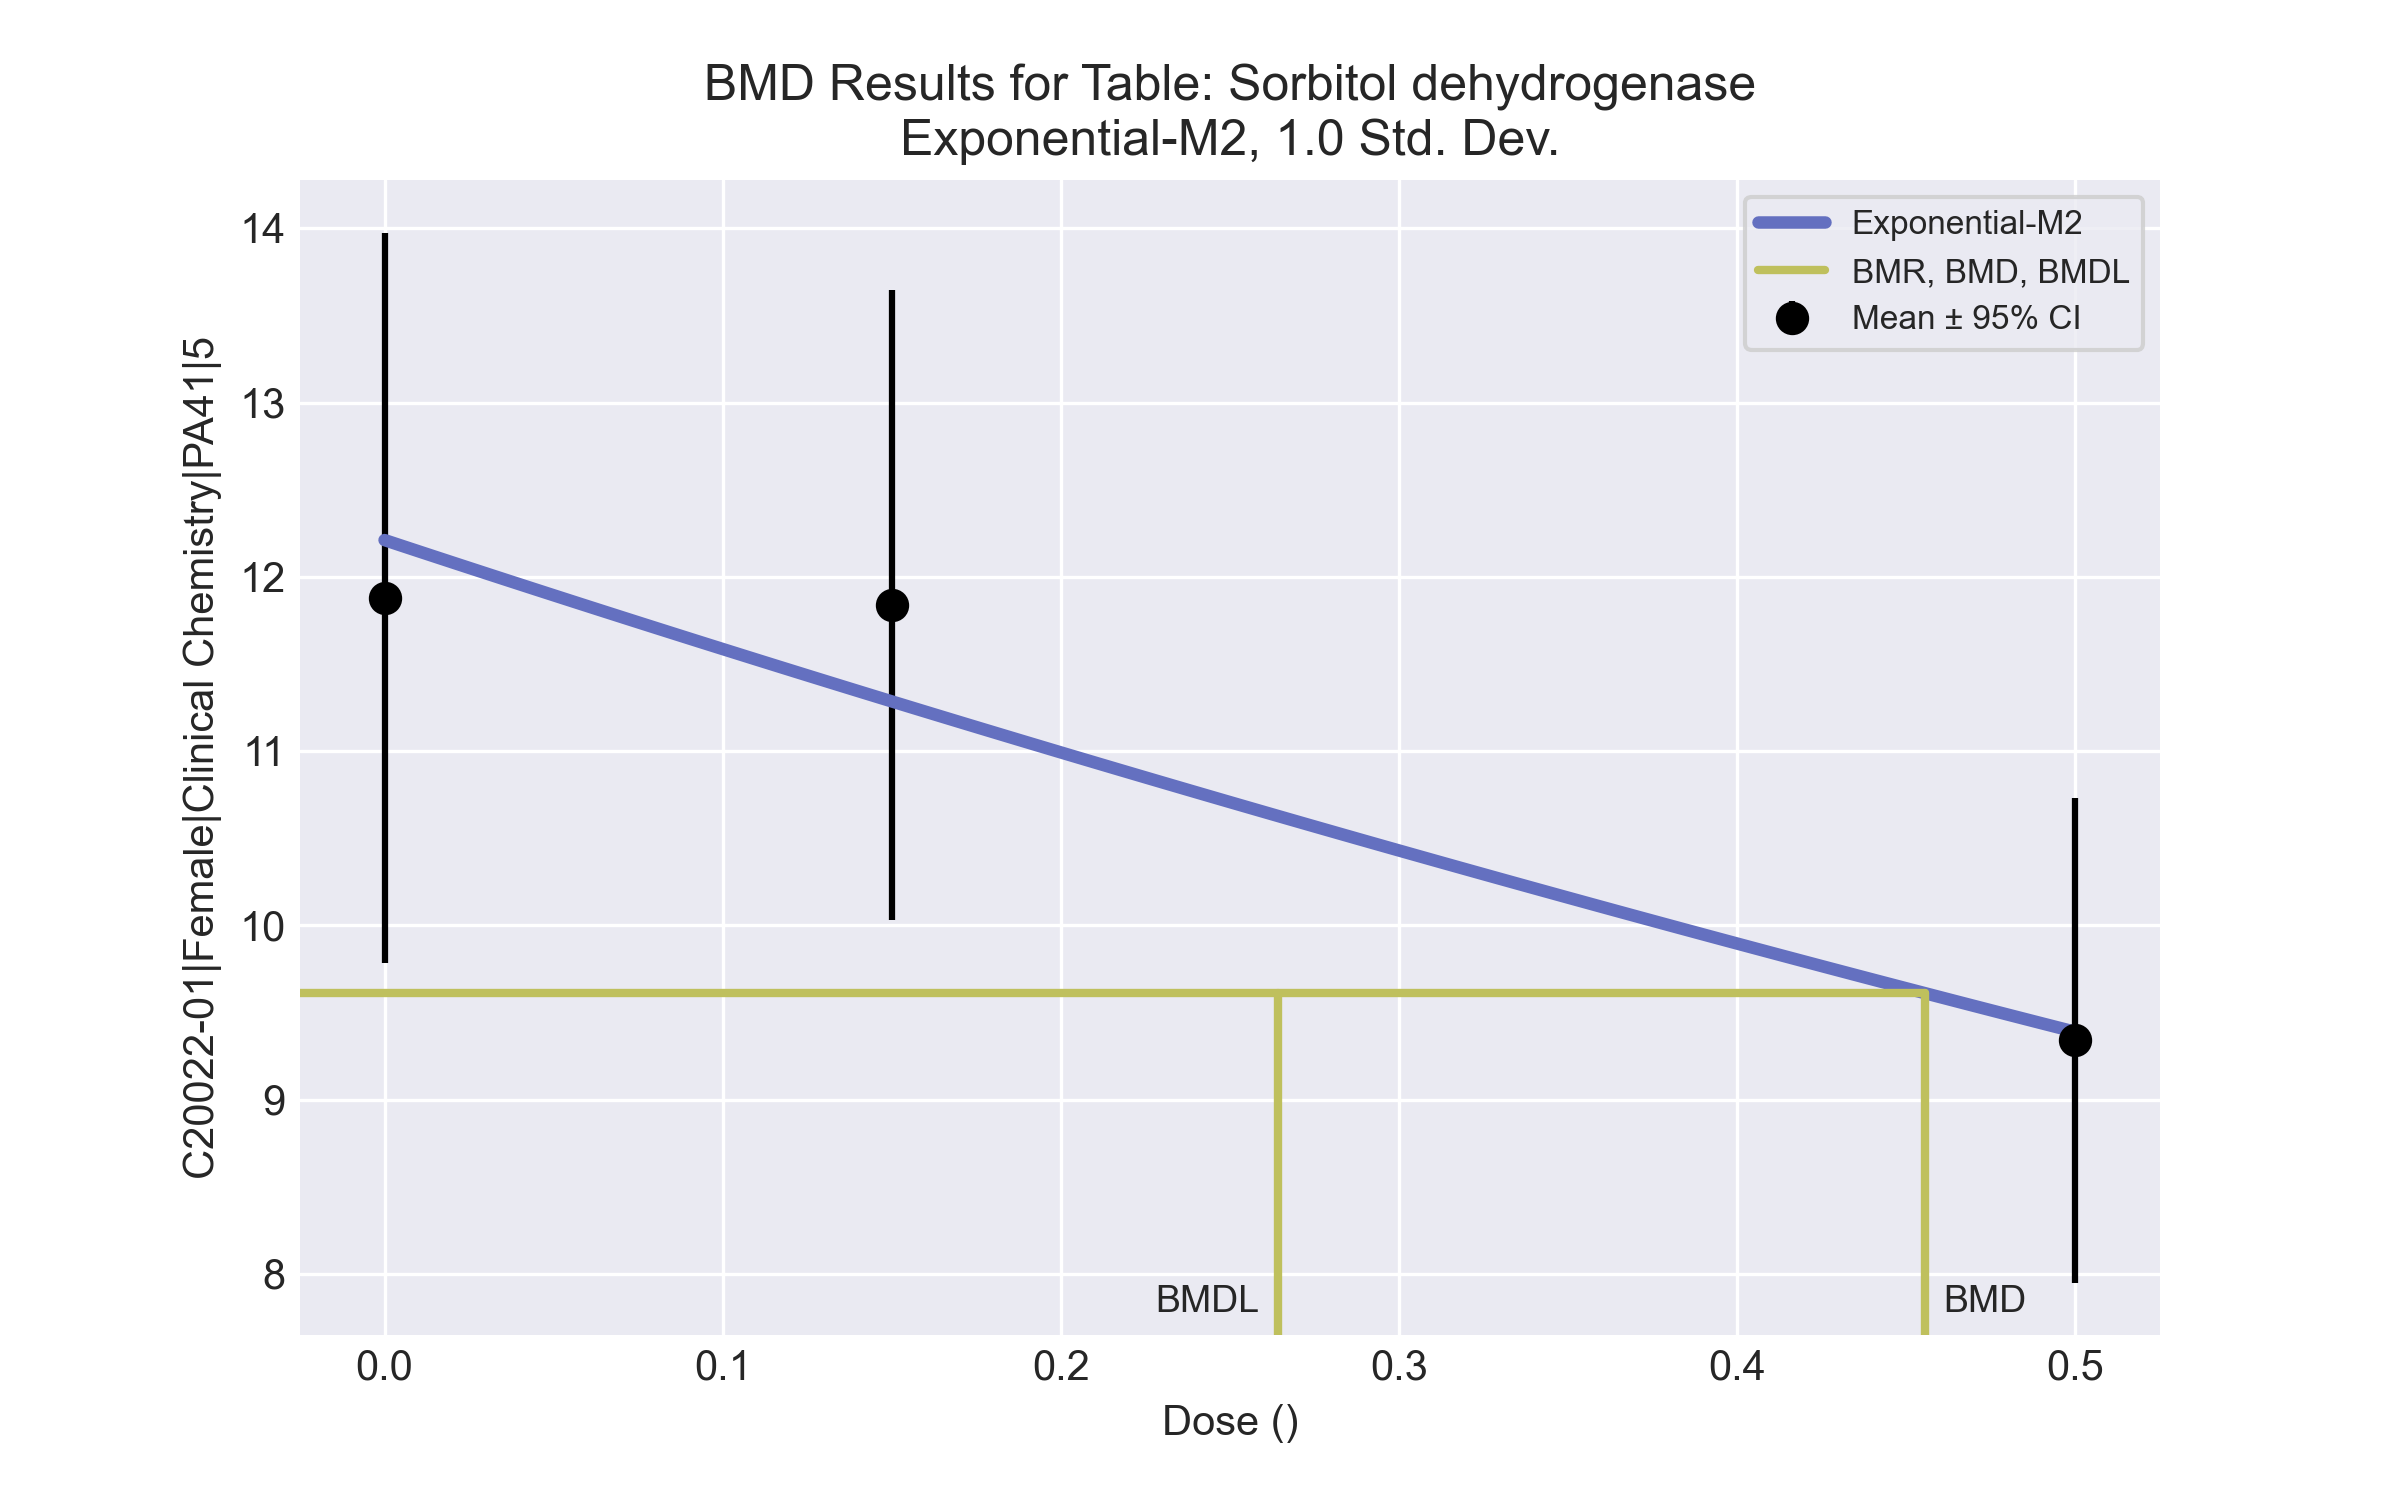 BMD Results for Table: Sorbitol dehydrogenase
Exponential-M2, 1.0 Std. Dev.
Exponential-M2
BMR, BMD, BMDL
Mean ± 95% CI
C20022-01|Female|Clinical Chemistry|PA41|5
14
13
12
11
10
9
8
BMDL
BMD
0.0
0.1
0.2
0.3
0.4
0.5
Dose ()